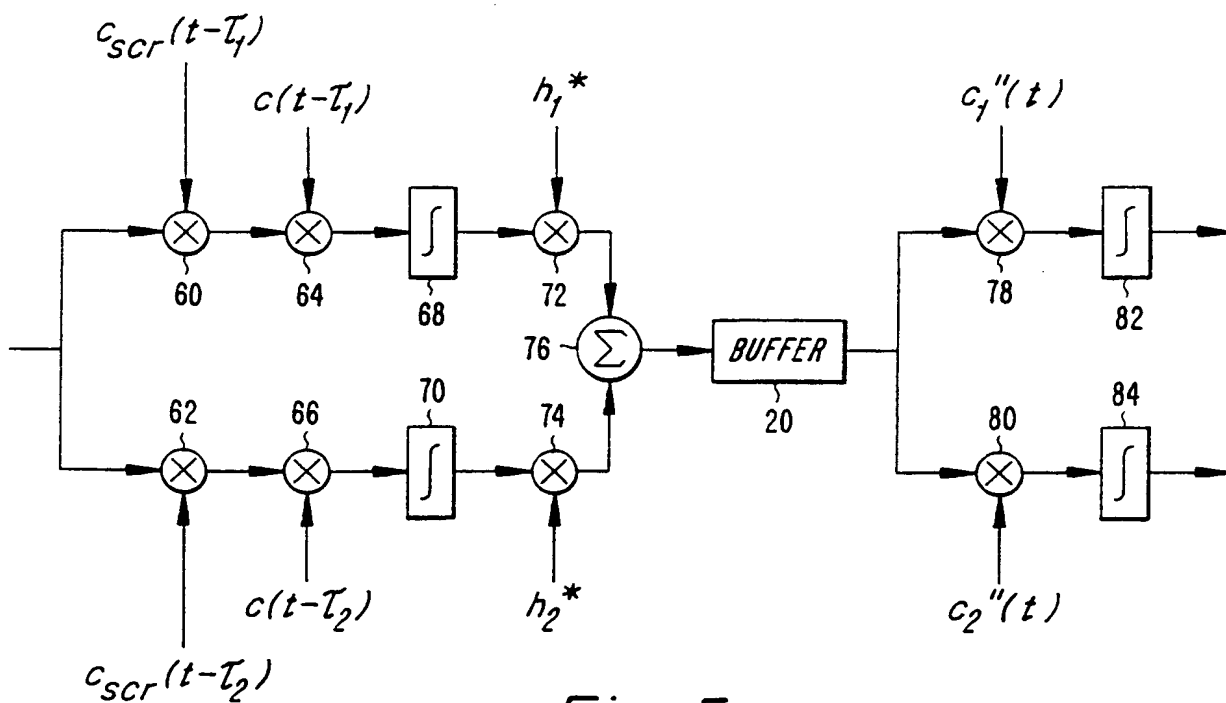 c_scr(t-τ_1)
c(t-τ_1)
h_1*
c_1''(t)
60
64
68
72
78
82
76
Σ
BUFFER
20
62
66
70
74
80
84
c(t-τ_2)
h_2*
c_2''(t)
c_scr(t-τ_2)